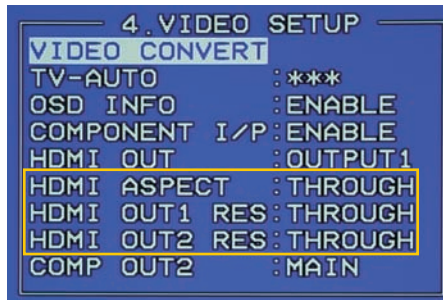 4.VIDEO SETUP
VIDEO CONVERT
TV-AUTO :***
OSD INFO :ENABLE
COMPONENT I/P:ENABLE
HDMI OUT :OUTPUT1
HDMI ASPECT :THROUGH
HDMI OUT1 RES:THROUGH
HDMI OUT2 RES:THROUGH
COMP OUT2 :MAIN